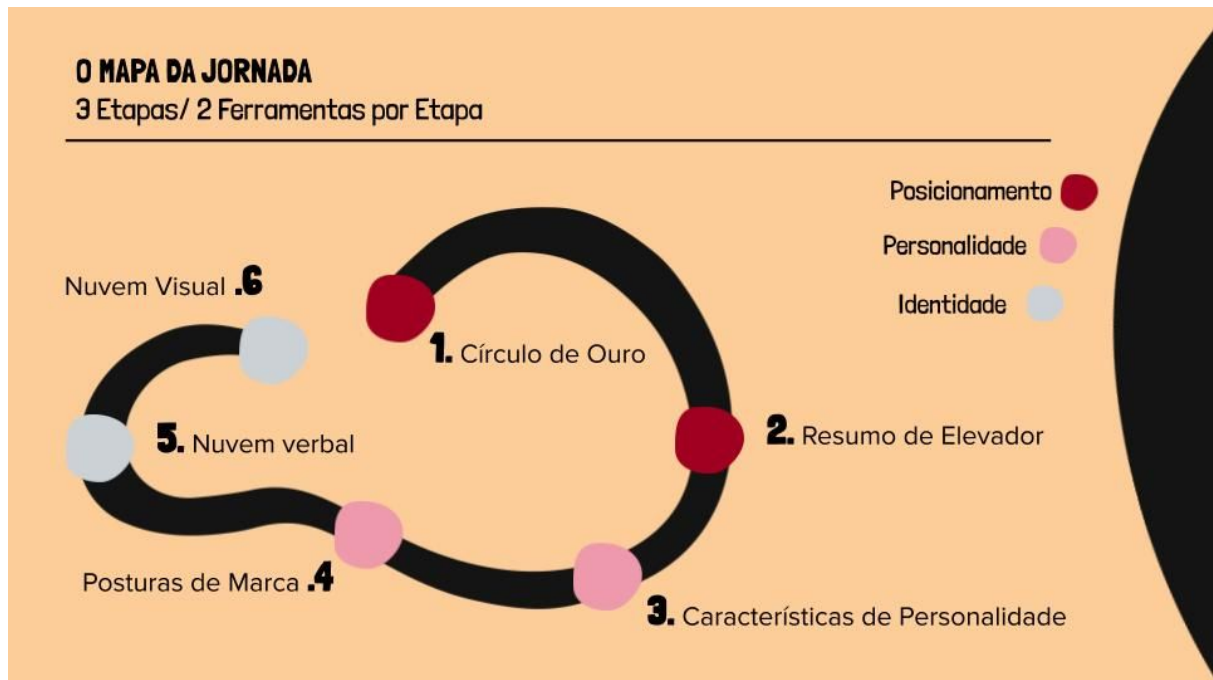 O MAPA DA JORNADA
3 Etapas/ 2 Ferramentas por Etapa
Posicionamento
Personalidade
Identidade
1. Círculo de Ouro
2. Resumo de Elevador
3. Características de Personalidade
Posturas de Marca .4
5. Nuvem verbal
Nuvem Visual .6